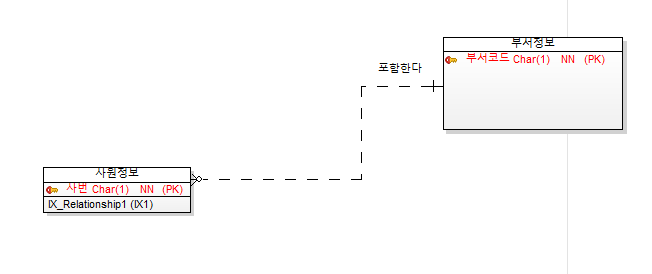 부서정보
부서코드 Char(1) NN (PK)
포함한다
사원정보
사번 Char(1) NN (PK)
IX_Relationship1 (IX1)